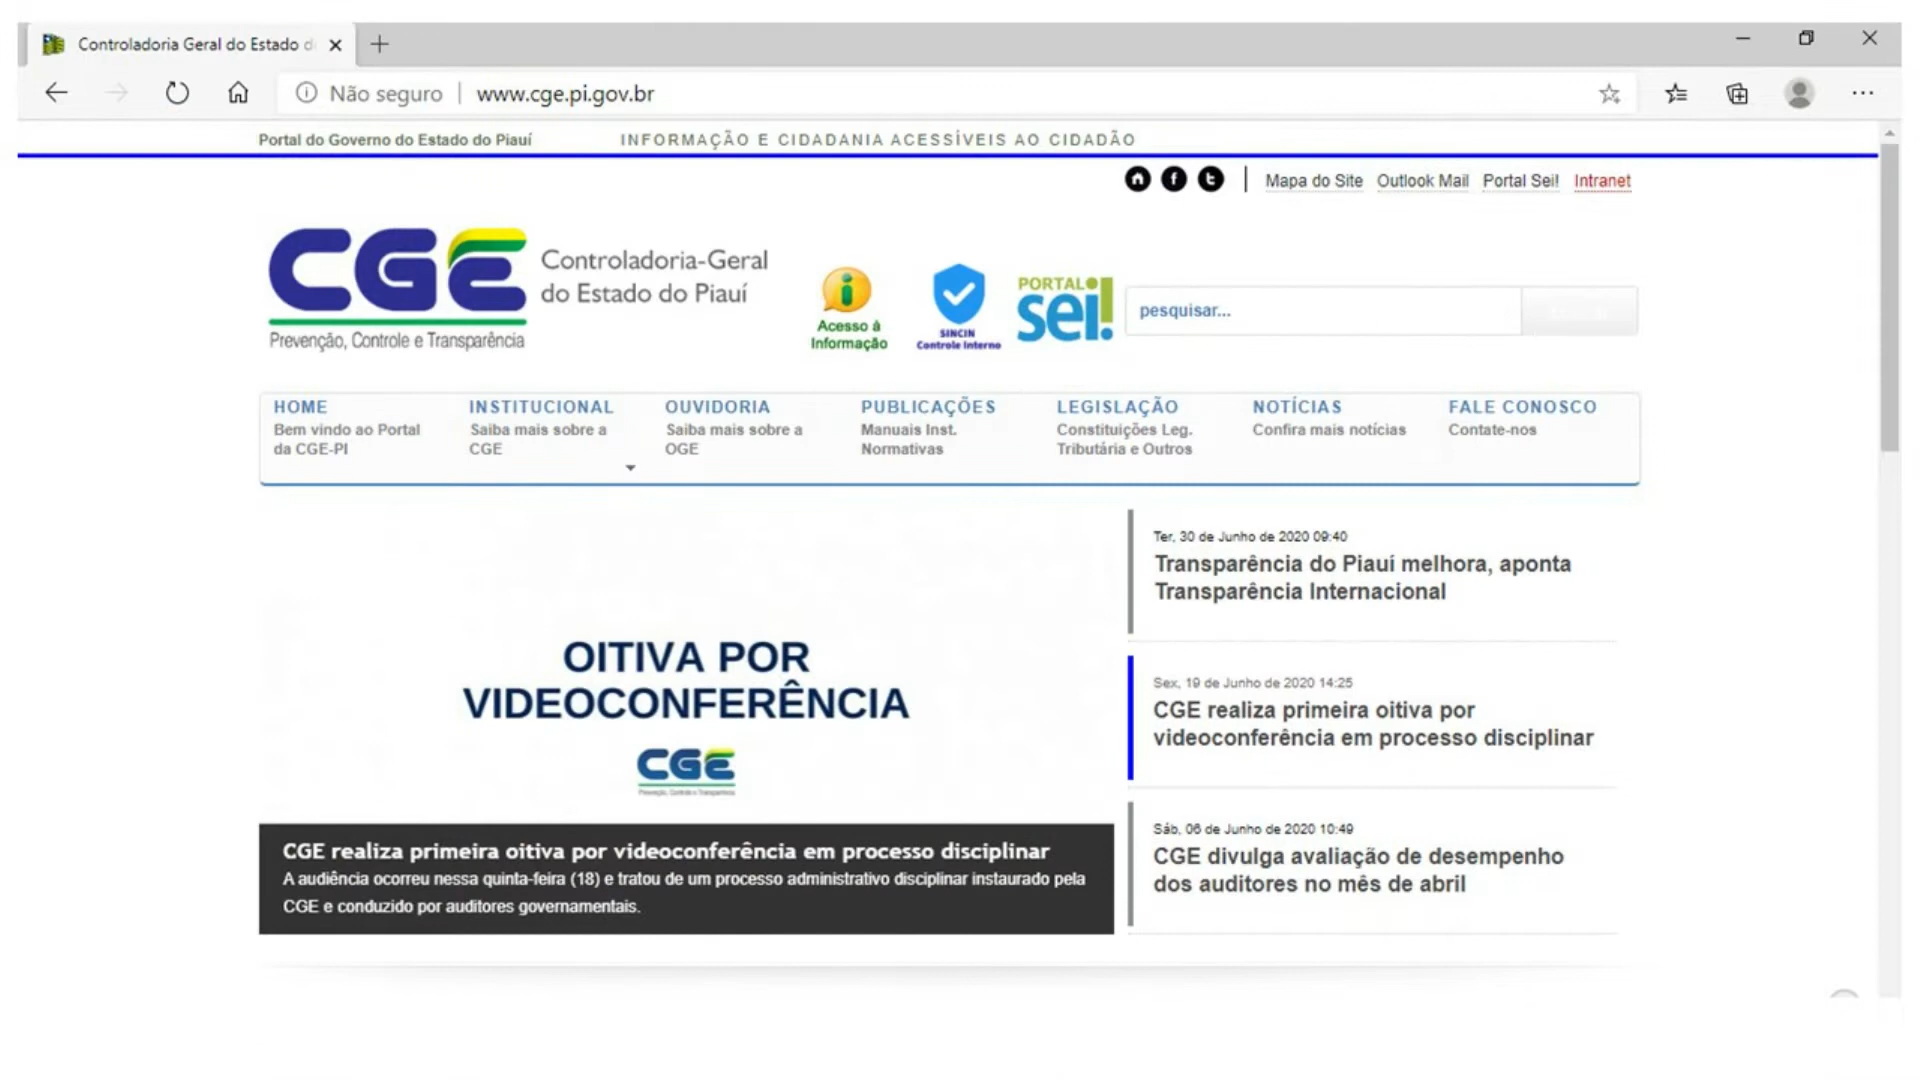 Controladoria Geral do Estado d
Não seguro
www.cge.pi.gov.br
Portal do Governo do Estado do Piauí
INFORMAÇÃO E CIDADANIA ACESSÍVEIS AO CIDADÃO
Mapa do Site
Outlook Mail
Portal Sei!
Intranet
CGE
Controladoria-Geral
do Estado do Piauí
Prevenção, Controle e Transparência
Acesso à
Informação
SINCIN
Controle Interno
PORTAL
sei!
pesquisar...
HOME
Bem vindo ao Portal
da CGE-PI
INSTITUCIONAL
Saiba mais sobre a
CGE
OUVIDORIA
Saiba mais sobre a
OGE
PUBLICAÇÕES
Manuais Inst.
Normativas
LEGISLAÇÃO
Constituições Leg.
Tributária e Outros
NOTÍCIAS
Confira mais notícias
FALE CONOSCO
Contate-nos
OITIVA POR
VIDEOCONFERÊNCIA
CGE
Prevenção, Controle e Transparência
CGE realiza primeira oitiva por videoconferência em processo disciplinar
A audiência ocorreu nessa quinta-feira (18) e tratou de um processo administrativo disciplinar instaurado pela
CGE e conduzido por auditores governamentais.
Ter, 30 de Junho de 2020 09:40
Transparência do Piauí melhora, aponta
Transparência Internacional
Sex, 19 de Junho de 2020 14:25
CGE realiza primeira oitiva por
videoconferência em processo disciplinar
Sáb, 06 de Junho de 2020 10:49
CGE divulga avaliação de desempenho
dos auditores no mês de abril